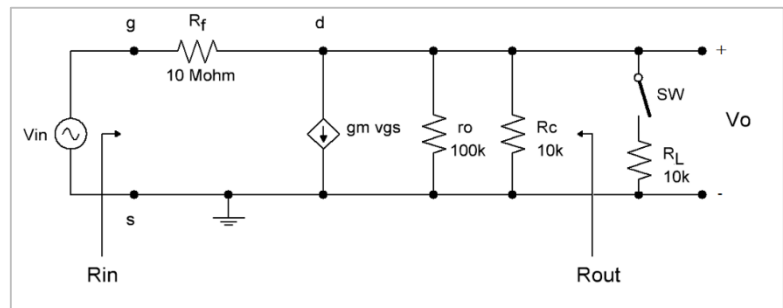 g
Rf
d
10 Mohm
+
SW
Vin
gm vgs
ro
100k
Rc
10k
Vo
RL
10k
s
-
Rin
Rout